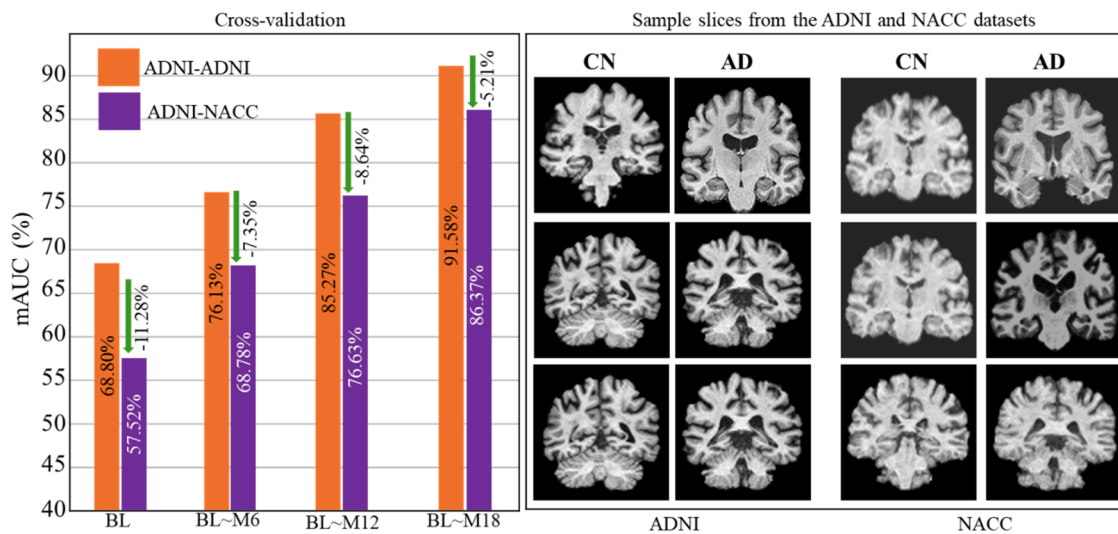 Cross-validation
mAUC (%)
90
85
80
75
70
65
60
55
50
45
40
ADNI-ADNI
ADNI-NACC
68.80%
57.52%
-11.28%
76.13%
68.78%
-7.35%
85.27%
76.63%
-8.64%
91.58%
86.37%
-5.21%
BL
BL~M6
BL~M12
BL~M18
Sample slices from the ADNI and NACC datasets
CN
AD
CN
AD
ADNI
NACC